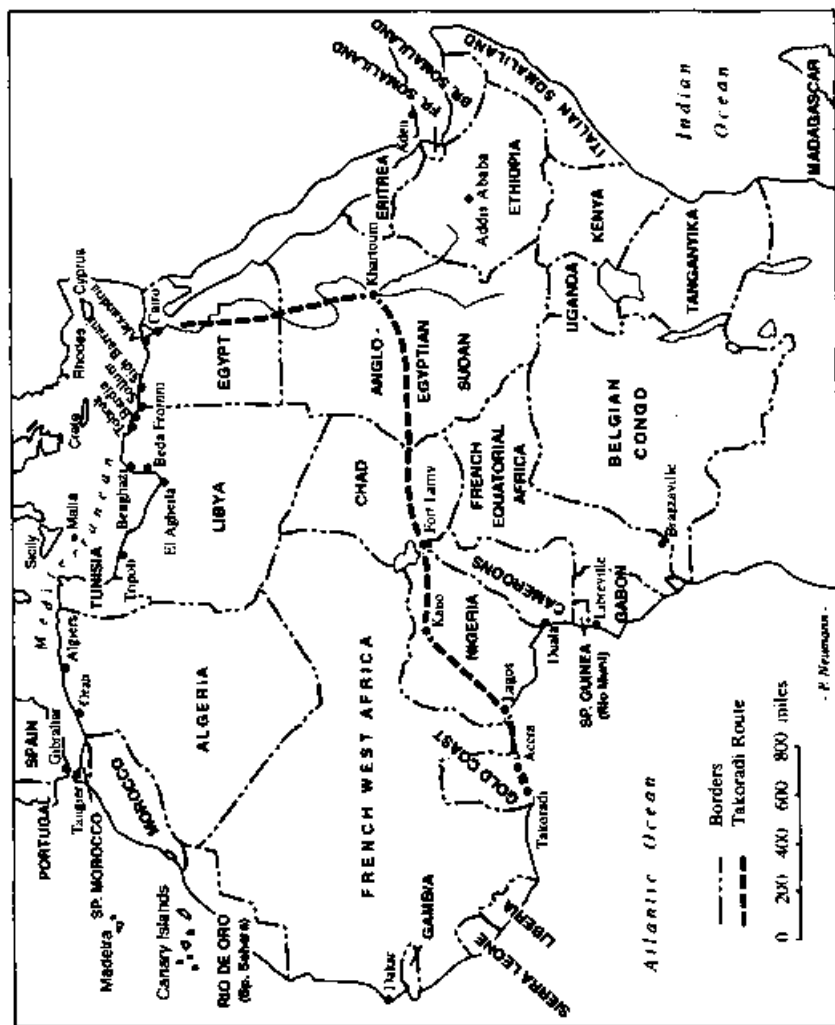 PORTUGAL
SPAIN
Gibraltar
Tangier
SP. MOROCCO
Madeira
MOROCCO
Canary Islands
RIO DE ORO
(Sp. Sahara)
Oran
Algiers
ALGERIA
Mediterranean
Sicily
Malta
TUNISIA
Tripoli
Benghazi
Beda Fromm
El Agheila
LIBYA
Crete
Rhodes
Cyprus
Tobruk
Bardia
Sollum
Sidi Barrani
Alexandria
Cairo
EGYPT
FRENCH WEST AFRICA
CHAD
ANGLO-
EGYPTIAN
SUDAN
Khartoum
ERITREA
Aden
FR. SOMALILAND
BR. SOMALILAND
ITALIAN SOMALILAND
Addis Ababa
ETHIOPIA
Dakar
GAMBIA
SIERRA LEONE
LIBERIA
GOLD COAST
Takoradi
Accra
Lagos
NIGERIA
Kano
Fort Lamy
CAMEROONS
Duala
SP. GUINEA
(Rio Muni)
Libreville
GABON
FRENCH
EQUATORIAL
AFRICA
Brazzaville
BELGIAN
CONGO
UGANDA
KENYA
TANGANYIKA
Indian
Ocean
MADAGASCAR
Atlantic Ocean
Borders
Takoradi Route
0 200 400 600 800 miles
- P. Neumann -